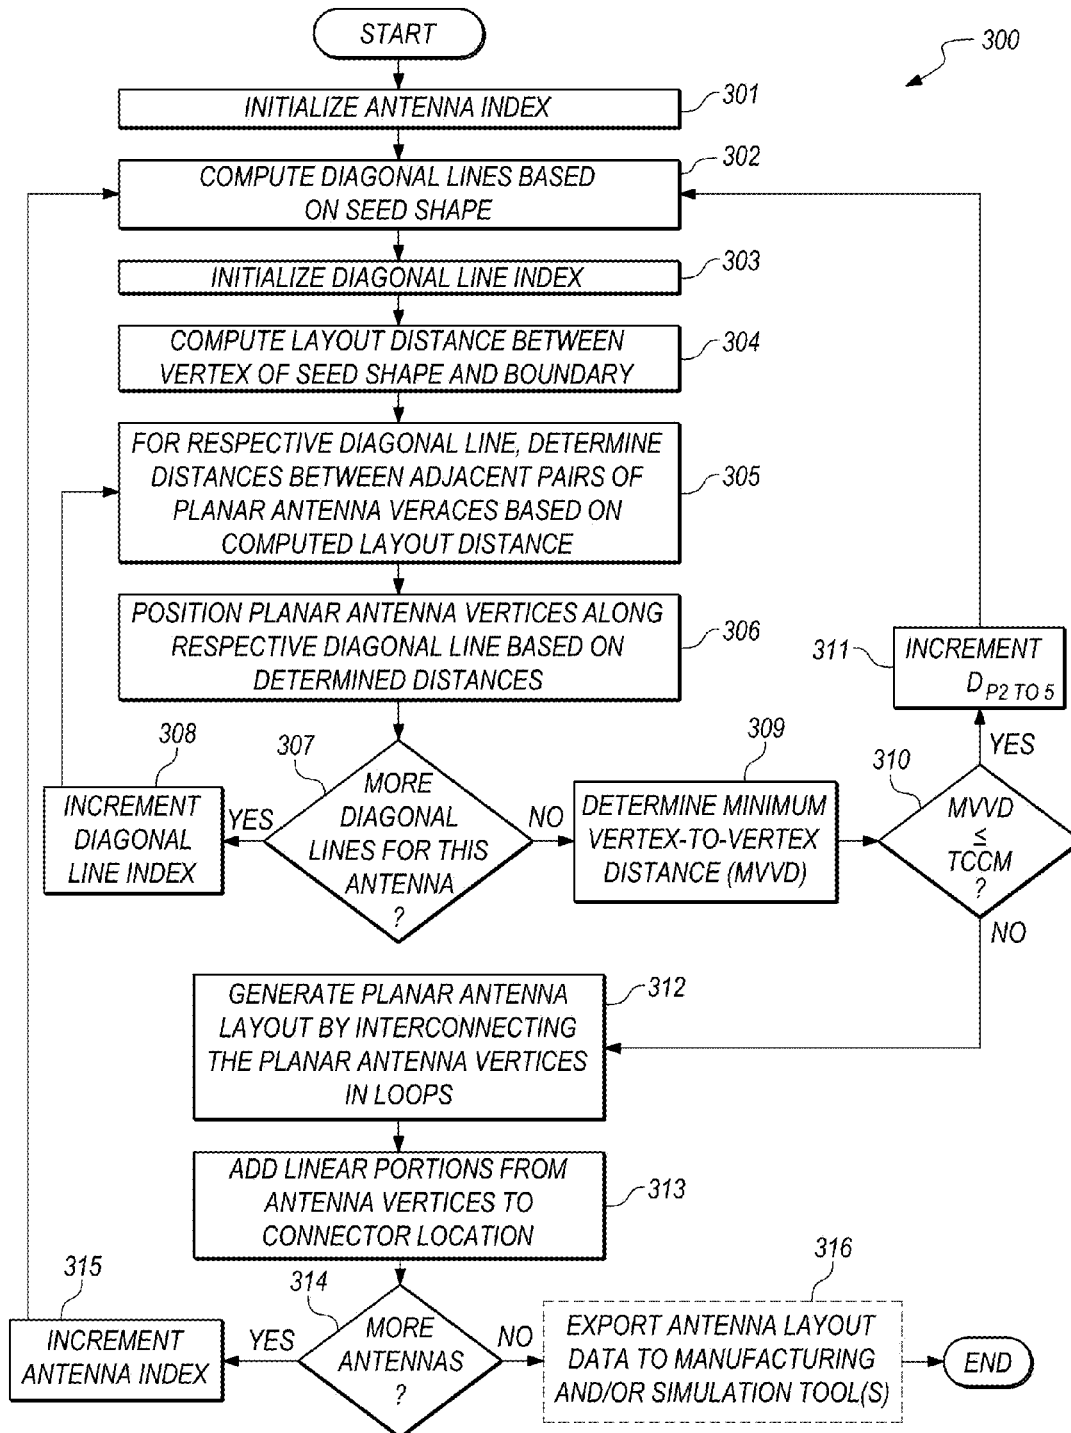 START
300
INITIALIZE ANTENNA INDEX
301
COMPUTE DIAGONAL LINES BASED
ON SEED SHAPE
302
INITIALIZE DIAGONAL LINE INDEX
303
COMPUTE LAYOUT DISTANCE BETWEEN
VERTEX OF SEED SHAPE AND BOUNDARY
304
FOR RESPECTIVE DIAGONAL LINE, DETERMINE
DISTANCES BETWEEN ADJACENT PAIRS OF
PLANAR ANTENNA VERACES BASED ON
COMPUTED LAYOUT DISTANCE
305
POSITION PLANAR ANTENNA VERTICES ALONG
RESPECTIVE DIAGONAL LINE BASED ON
DETERMINED DISTANCES
306
307
MORE
DIAGONAL
LINES FOR THIS
ANTENNA
?
YES
308
INCREMENT
DIAGONAL
LINE INDEX
NO
309
DETERMINE MINIMUM
VERTEX-TO-VERTEX
DISTANCE (MVVD)
310
MVVD
≤
TCCM
?
YES
311
INCREMENT
D P2 TO 5
NO
GENERATE PLANAR ANTENNA
LAYOUT BY INTERCONNECTING
THE PLANAR ANTENNA VERTICES
IN LOOPS
312
ADD LINEAR PORTIONS FROM
ANTENNA VERTICES TO
CONNECTOR LOCATION
313
314
MORE
ANTENNAS
?
YES
315
INCREMENT
ANTENNA INDEX
NO
316
EXPORT ANTENNA LAYOUT
DATA TO MANUFACTURING
AND/OR SIMULATION TOOL(S)
END